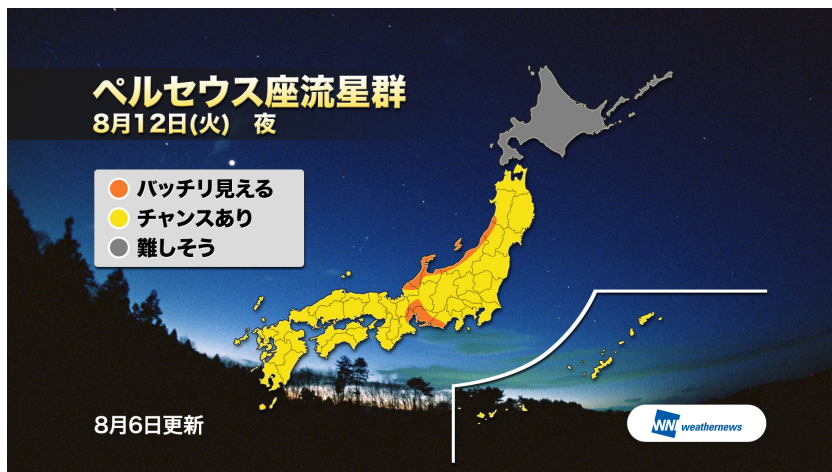 ペルセウス座流星群
8月12日(火)　夜
バッチリ見える
チャンスあり
難しそう
8月6日更新
WNI weathernews